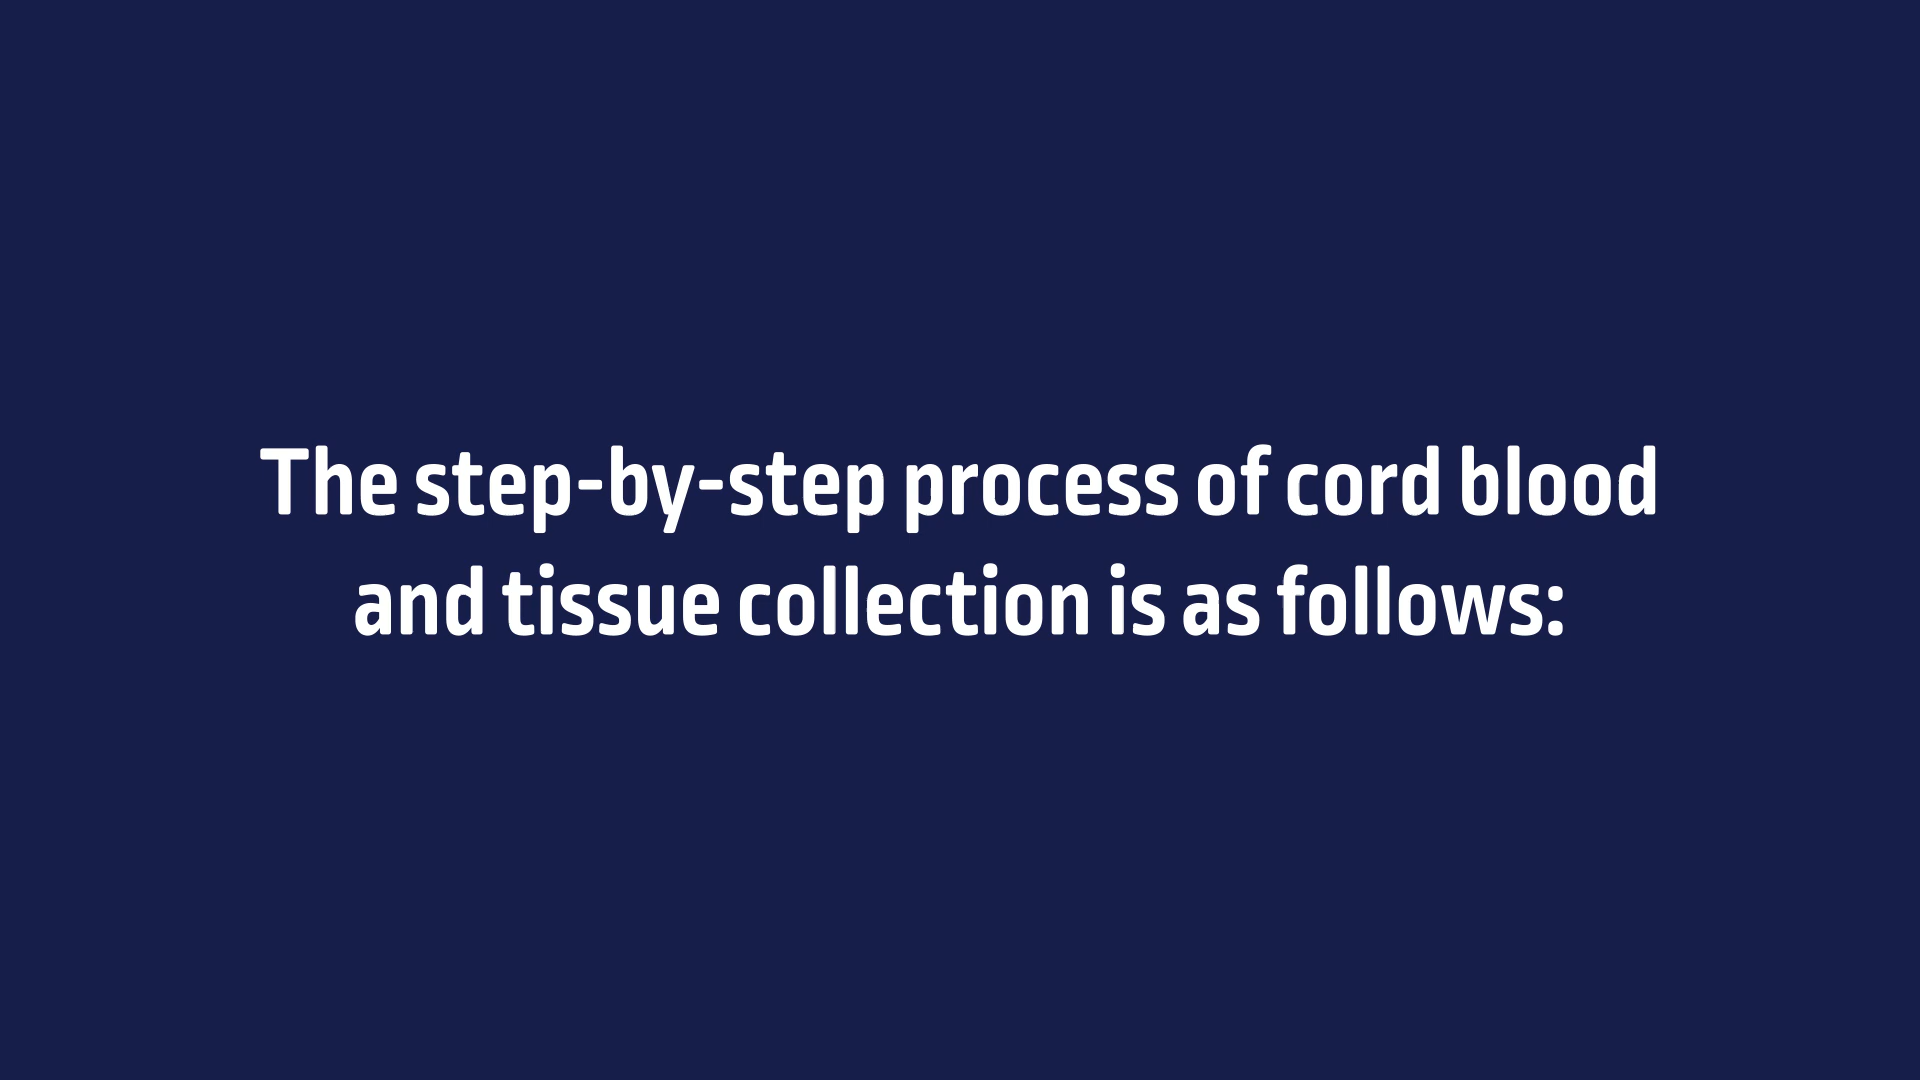 The step-by-step process of cord blood
and tissue collection is as follows: